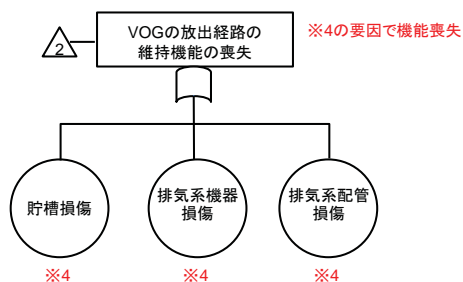 VOGの放出経路の
維持機能の喪失
※4の要因で機能喪失
2
貯槽損傷
排気系機器
損傷
排気系配管
損傷
※4
※4
※4